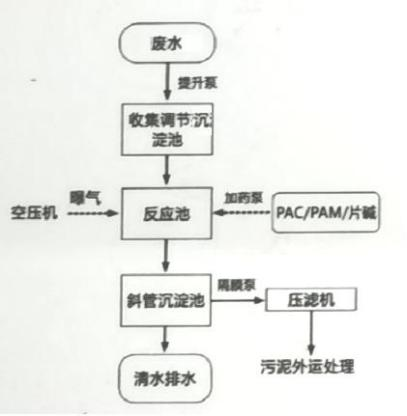 废水
提升泵
收集调节沉
淀池
曝气
空压机
反应池
加药泵
PAC/PAM/片碱
斜管沉淀池
隔膜泵
压滤机
清水排水
污泥外运处理